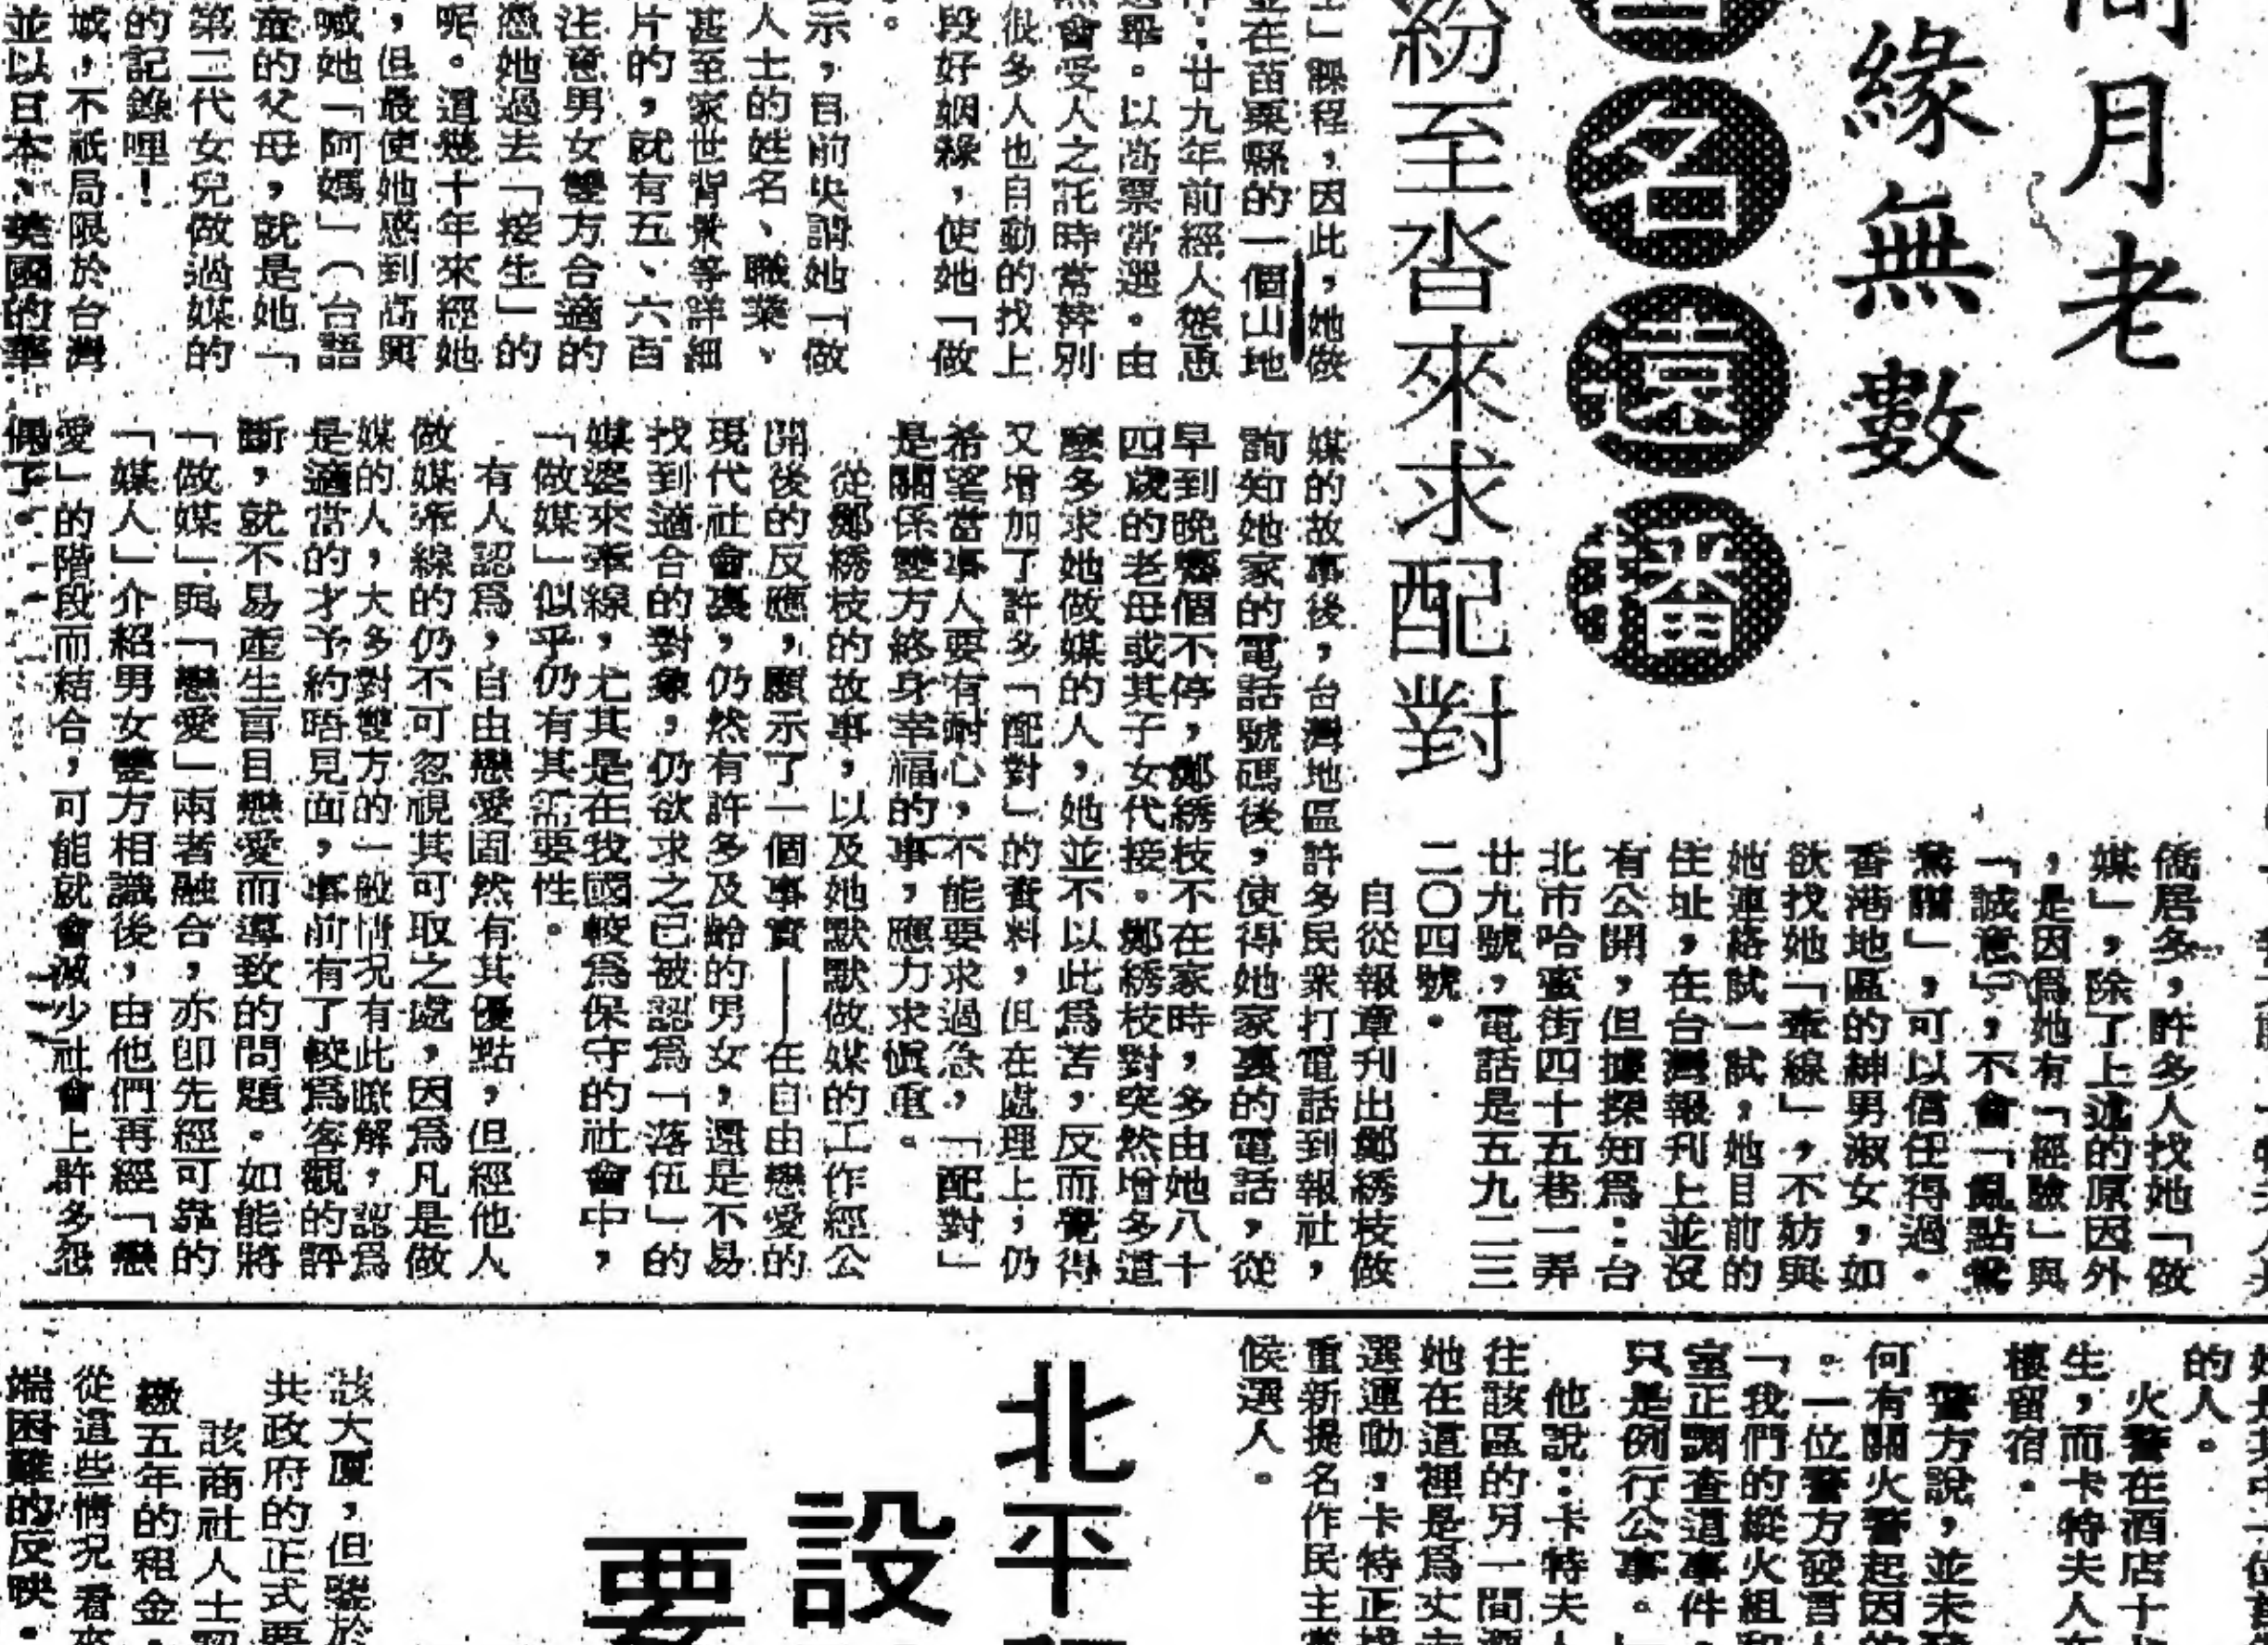 月老
緣無數
名遠播
紛至沓來求配對
」課程，因此，她做
在苗栗縣的一個山地
廿九年前經人慫恿
選舉。以高票當選。由
會受人之託時常替別
很多人也自動的找上
段好姻緣，使她「做
示，目前央請她「做
人士的姓名、職業、
甚至家世背景等詳細
片的，就有五、六百
注意男女雙方合適的
憑她過去「接生」的
呢。這幾十年來經她
，但最使她感到高興
喊她「阿媽」（台語
的父母，就是她「
第二代女兒做過媒的
的記錄哩！
域，不祇局限於台灣
並以日本、美國的華
僑居多，許多人找她「做
媒」，除了上述的原因外
，是因為她有「經驗」與
「誠意」，不會「亂點鴛
鴦譜」，可以信任得過。
香港地區的紳男淑女，如
欲找她「牽線」，不妨與
她連絡試一試，她目前的
住址，在台灣報刊上並沒
有公開，但據探知為：台
北市哈蜜街四十五巷一弄
廿九號，電話是五九二三
二〇四號。
自從報章刊出鄭綉枝做
媒的故事後，台灣地區許多民衆打電話到報社，
詢知她家的電話號碼後，使得她家裏的電話，從
早到晚響個不停，鄭綉枝不在家時，多由她八十
四歲的老母或其子女代接。鄭綉枝對突然增多這
麼多求她做媒的人，她並不以此為苦，反而覺得
又增加了許多「配對」的資料，但在處理上，仍
希望當事人要有耐心，不能要求過急，「配對」
是關係雙方終身幸福的事，應力求慎重。
從鄭綉枝的故事，以及她默默做媒的工作經公
開後的反應，顯示了一個事實——在自由戀愛的
現代社會裏，仍然有許多及齡的男女，還是不易
找到適合的對象，仍欲求之已被認為「落伍」的
媒婆來牽線，尤其是在我國較為保守的社會中，
「做媒」似乎仍有其需要性。
有人認為，自由戀愛固然有其優點，但經他人
做媒牽線的仍不可忽視其可取之處，因為凡是做
媒的人，大多對雙方的一般情況有此瞭解，認為
是適當的才予約晤見面，事前有了較為客觀的評
斷，就不易產生盲目戀愛而導致的問題。如能將
「做媒」與「戀愛」兩者融合，亦卽先經可靠的
「媒人」介紹男女雙方相識後，由他們再經「戀
愛」的階段而結合，可能就會減少社會上許多怨
偶了。
的人。
火警在酒店十
生，而卡特夫人
樓留宿。
警方說，並未
何有關火警起因的
。一位警方發言人
「我們的縱火組
室正調查這事件，
只是例行公事。」
他說：卡特夫人
往該區的另一間
她在這裡是為丈夫
選運動，卡特正
重新提名作民主黨
候選人。
北平
設
要
該大廈，但鑒於
共政府的正式要
該商社人士認
繳五年的租金，
從這些情況看來
端困難的反映。